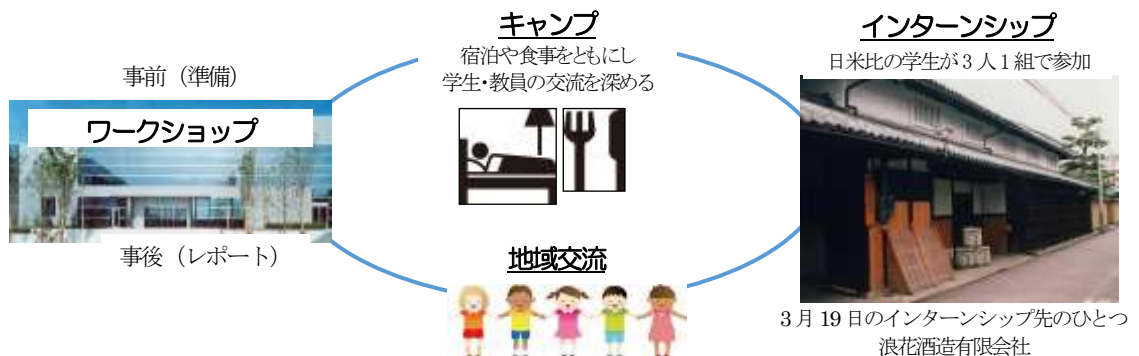 キャンプ
宿泊や食事をともにし
学生・教員の交流を深める
インターンシップ
日米比の学生が3人1組で参加
事前（準備）
ワークショップ
事後（レポート）
地域交流
3月19日のインターンシップ先のひとつ
浪花酒造有限会社